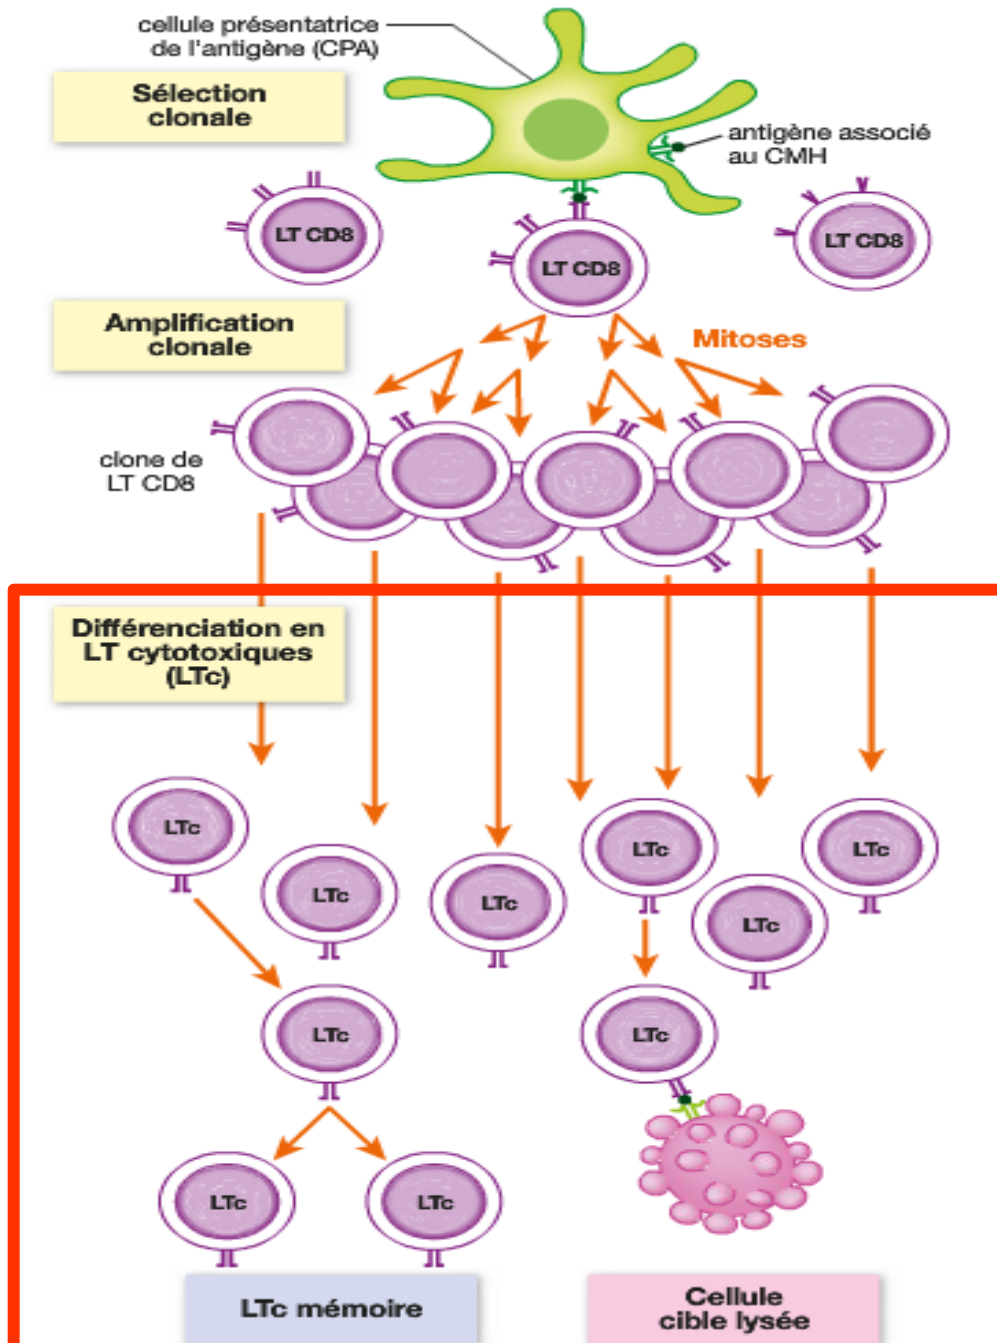 cellule présentatrice
de l'antigène (CPA)
Sélection
clonale
antigène associé
au CMH
LT CD8
LT CD8
LT CD8
Amplification
clonale
Mitoses
clone de
LT CD8
Différenciation en
LT cytotoxiques
(LTc)
LTc
LTc
LTc
LTc
LTc
LTc
LTc
LTc
LTc
LTc
LTc mémoire
Cellule
cible lysée